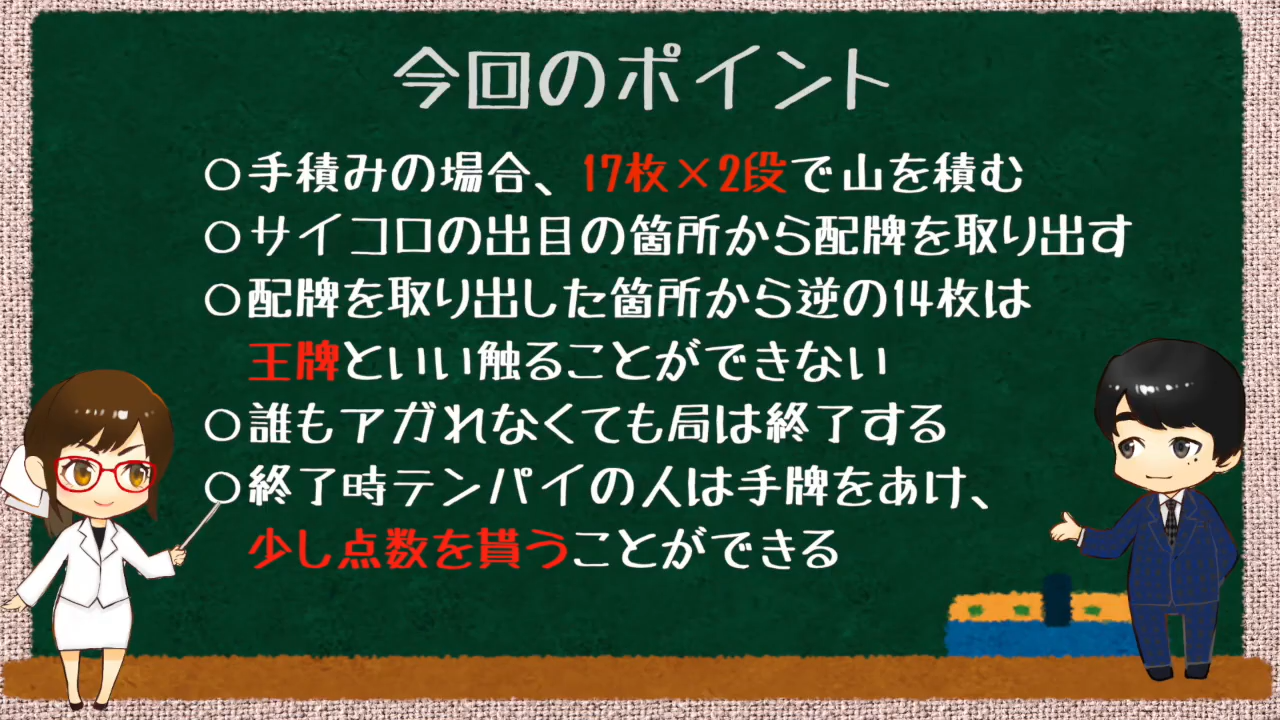 今回のポイント
○手積みの場合、17枚×2段で山を積む
○サイコロの出目の箇所から配牌を取り出す
○配牌を取り出した箇所から逆の14枚は
王牌といい触ることができない
○誰もアガれなくても局は終了する
○終了時テンパイの人は手牌をあけ、
少し点数を貰うことができる